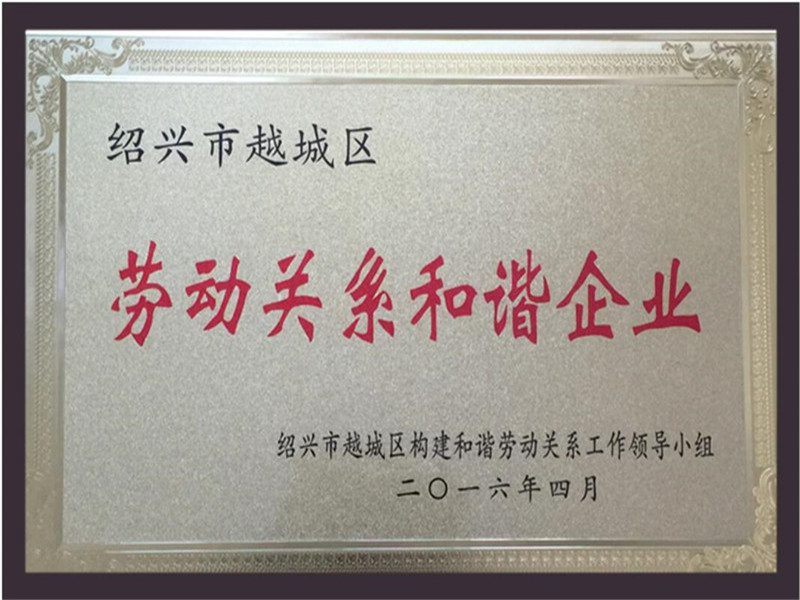 绍兴市越城区
劳动关系和谐企业
绍兴市越城区构建和谐劳动关系工作领导小组
二〇一六年四月